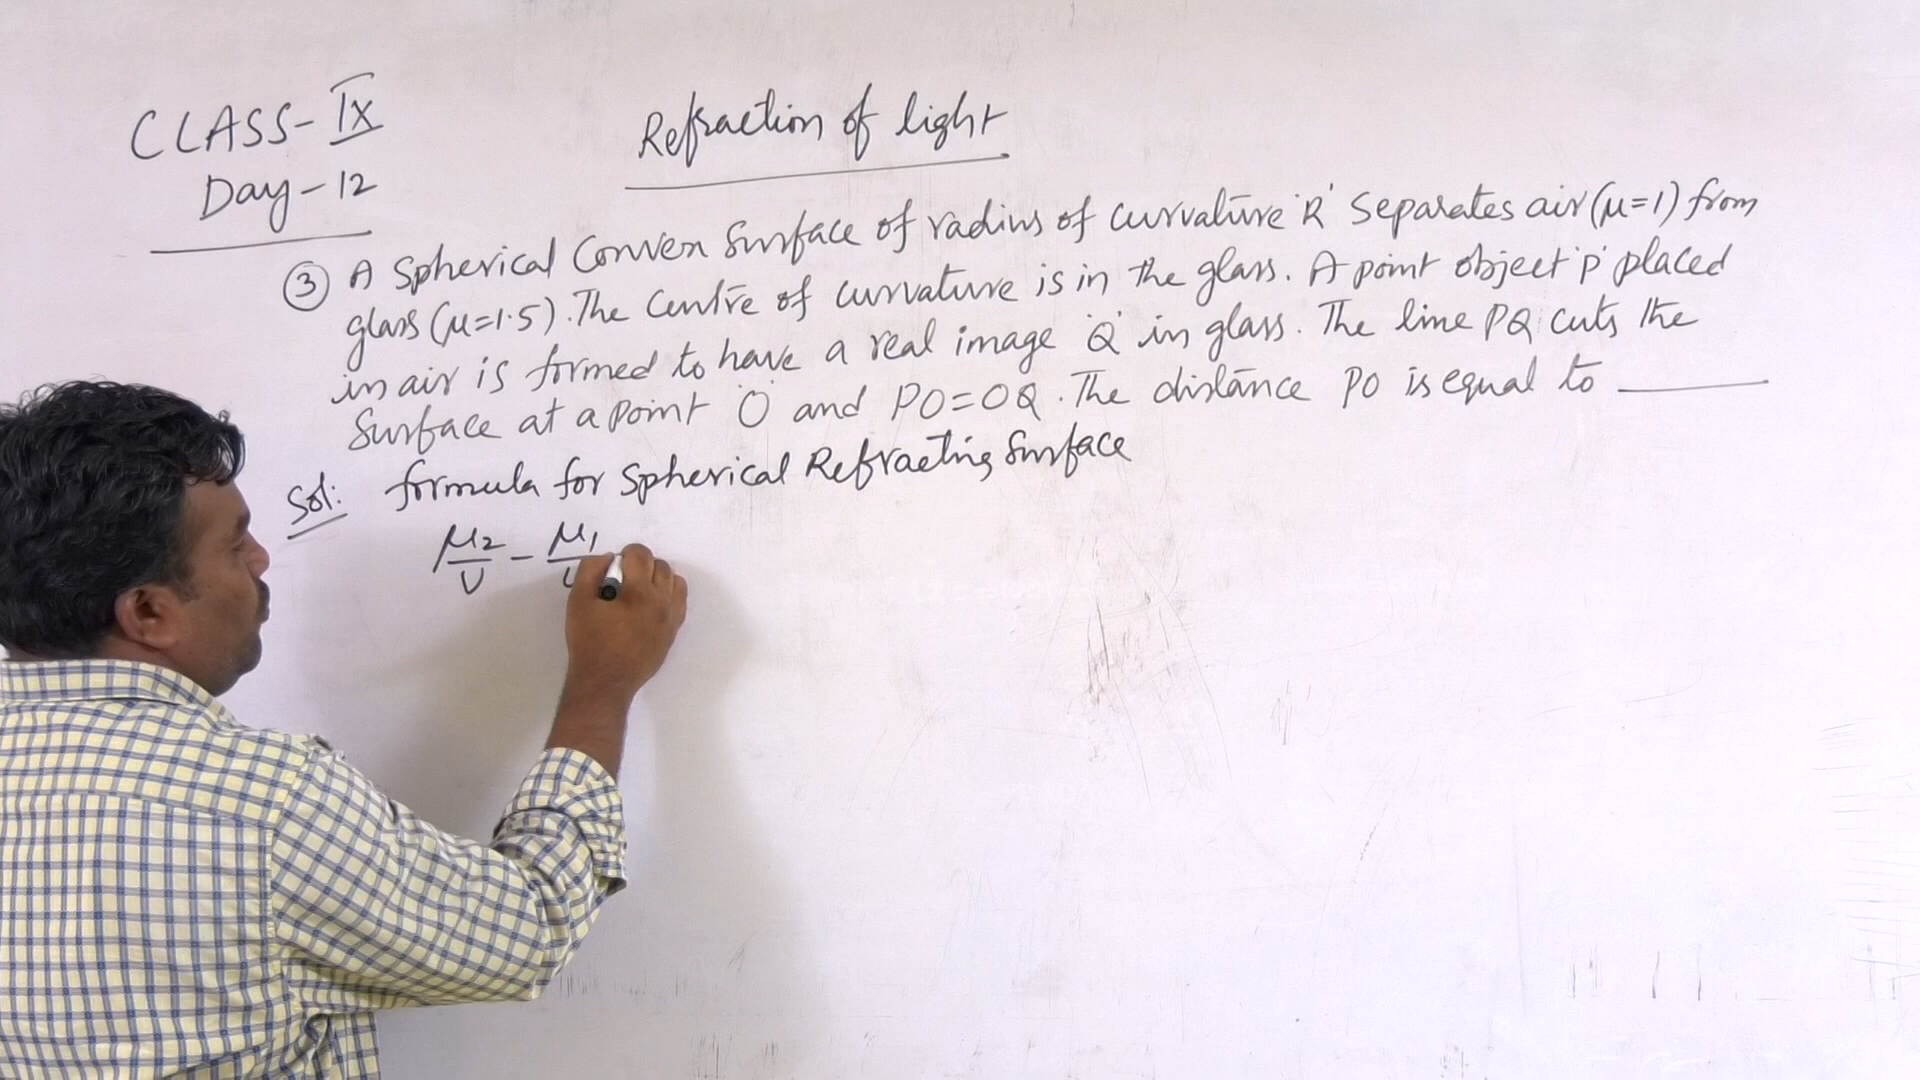 CLASS-IX
Day-12
Refraction of light
③ A Spherical Convex Surface of radius of curvature 'R' Separates air (μ=1) from
glass (μ=1.5). The Centre of curvature is in the glass. A point object 'p' placed
in air is formed to have a real image 'Q' in glass. The line PQ cuts the
Surface at a point 'O' and PO=OQ. The distance PO is equal to ______
Sol: formula for Spherical Refracting Surface
μ2/v - μ1/u